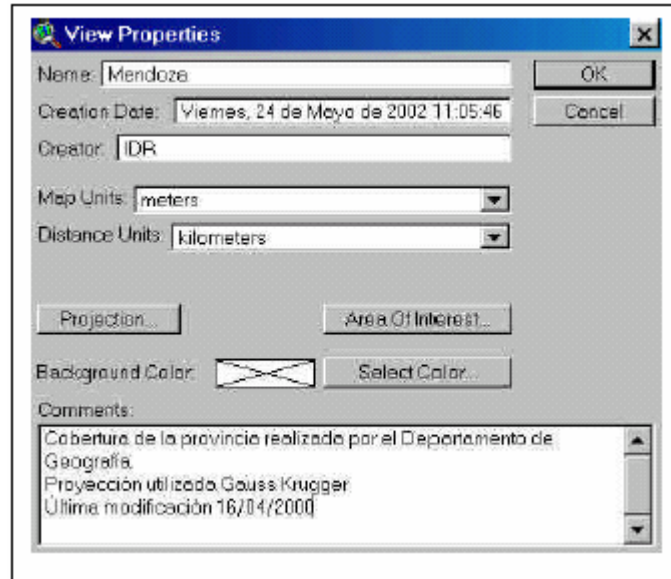 View Properties
Name: Mendoza
OK
Creation Date: Viernes, 24 de Mayo de 2002 11:05:46
Cancel
Creator: IDR
Map Units: meters
Distance Units: kilometers
Projection...
Area Of Interest...
Background Color:
Select Color...
Comments:
Cobertura de la provincia realizada por el Departamento de
Geografía.
Proyección utilizada Gauss Krugger
Última modificación 16/04/2000